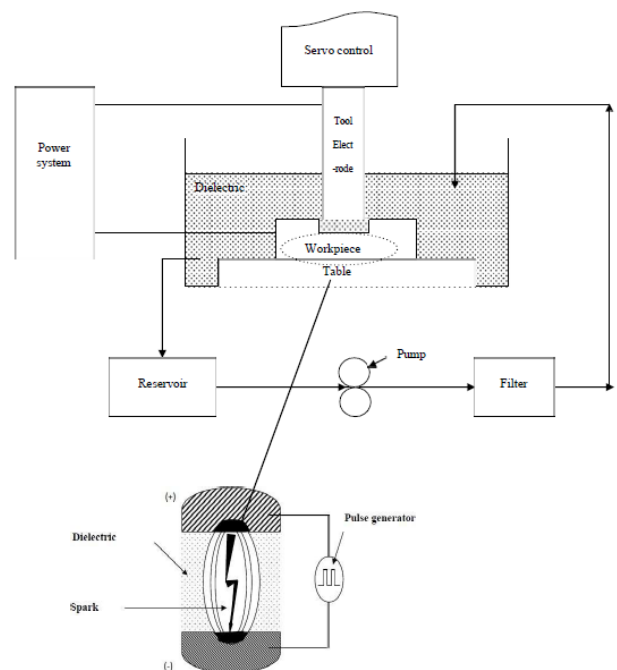 Servo control
Tool
Elect
-rode
Power
system
Dielectric
Workpiece
Table
Pump
Reservoir
Filter
(+)
Pulse generator
Dielectric
Spark
(-)